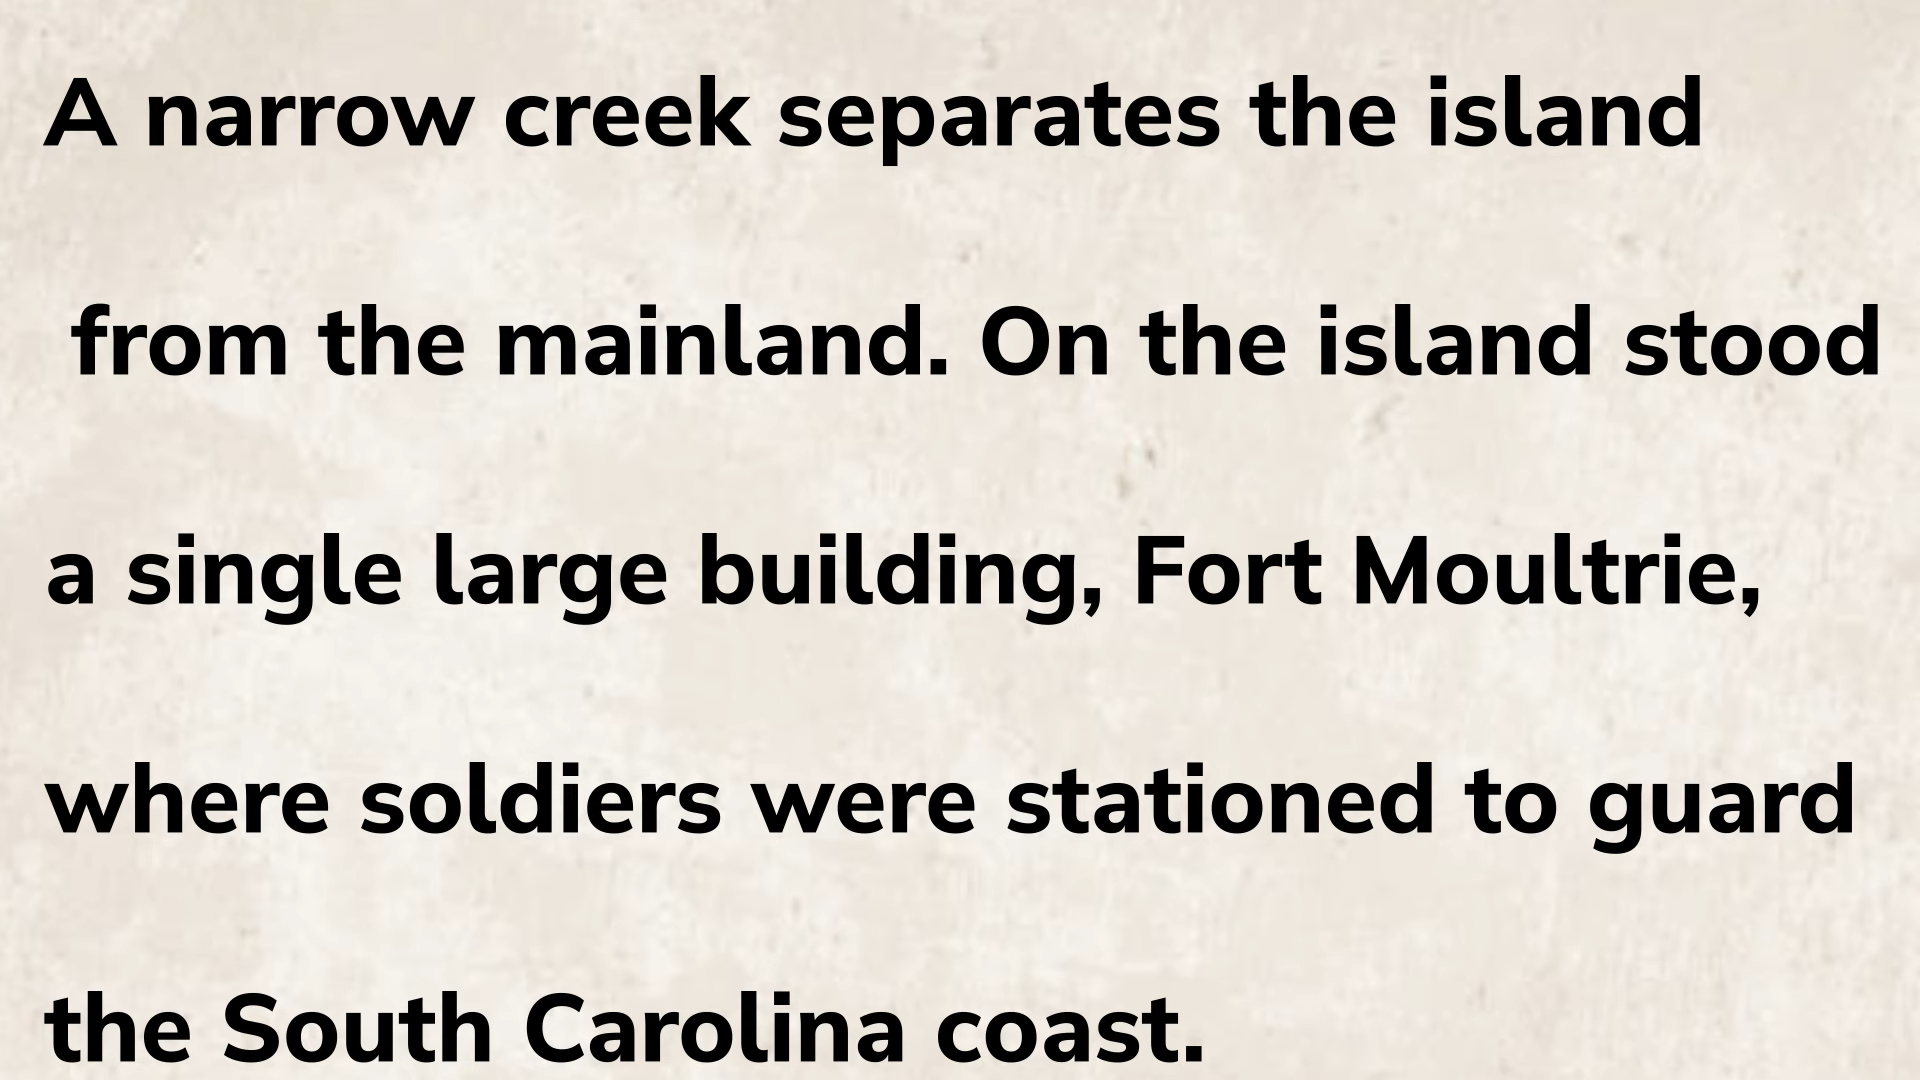 A narrow creek separates the island
from the mainland. On the island stood
a single large building, Fort Moultrie,
where soldiers were stationed to guard
the South Carolina coast.